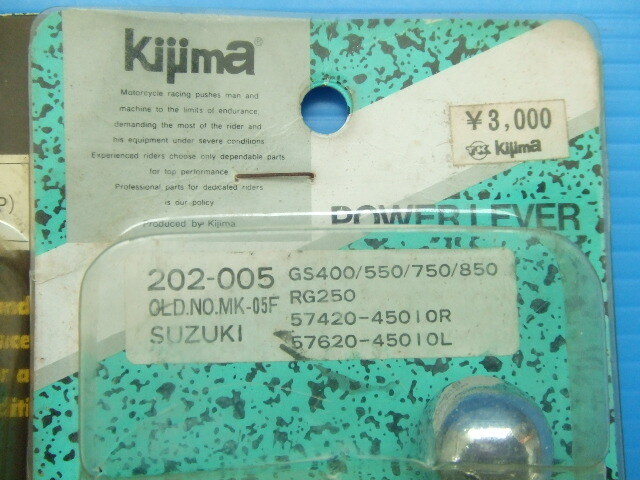 Kijima®
Motorcycle racing pushes man and
machine to the limits of endurance,
demanding the most of the rider and
his equipment under severe conditions
Experienced riders choose only dependable parts
for top performance
Professional parts for dedicated riders
is our policy
Produced by Kijima
¥3,000
kijima
POWER LEVER
202-005
OLD.NO.MK-05F
SUZUKI
GS400/550/750/850
RG250
57420-45010R
57620-45010L
P)